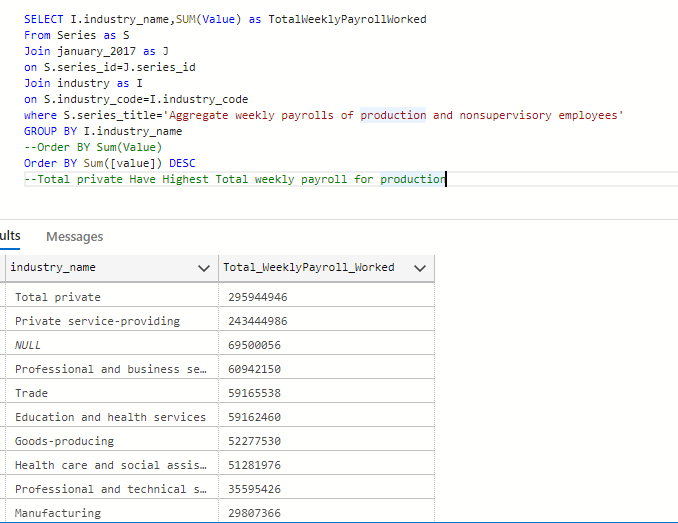 SELECT I.industry_name,SUM(Value) as TotalWeeklyPayrollWorked
From Series as S
Join january_2017 as J
on S.series_id=J.series_id
Join industry as I
on S.industry_code=I.industry_code
where S.series_title='Aggregate weekly payrolls of production and nonsupervisory employees'
GROUP BY I.industry_name
--Order BY Sum(Value)
Order BY Sum([value]) DESC
--Total private Have Highest Total weekly payroll for production
ults Messages
industry_name Total_WeeklyPayroll_Worked
Total private 295944946
Private service-providing 243444986
NULL 69500056
Professional and business se… 60942150
Trade 59165538
Education and health services 59162460
Goods-producing 52277530
Health care and social assis… 51281976
Professional and technical s… 35595426
Manufacturing 29807366